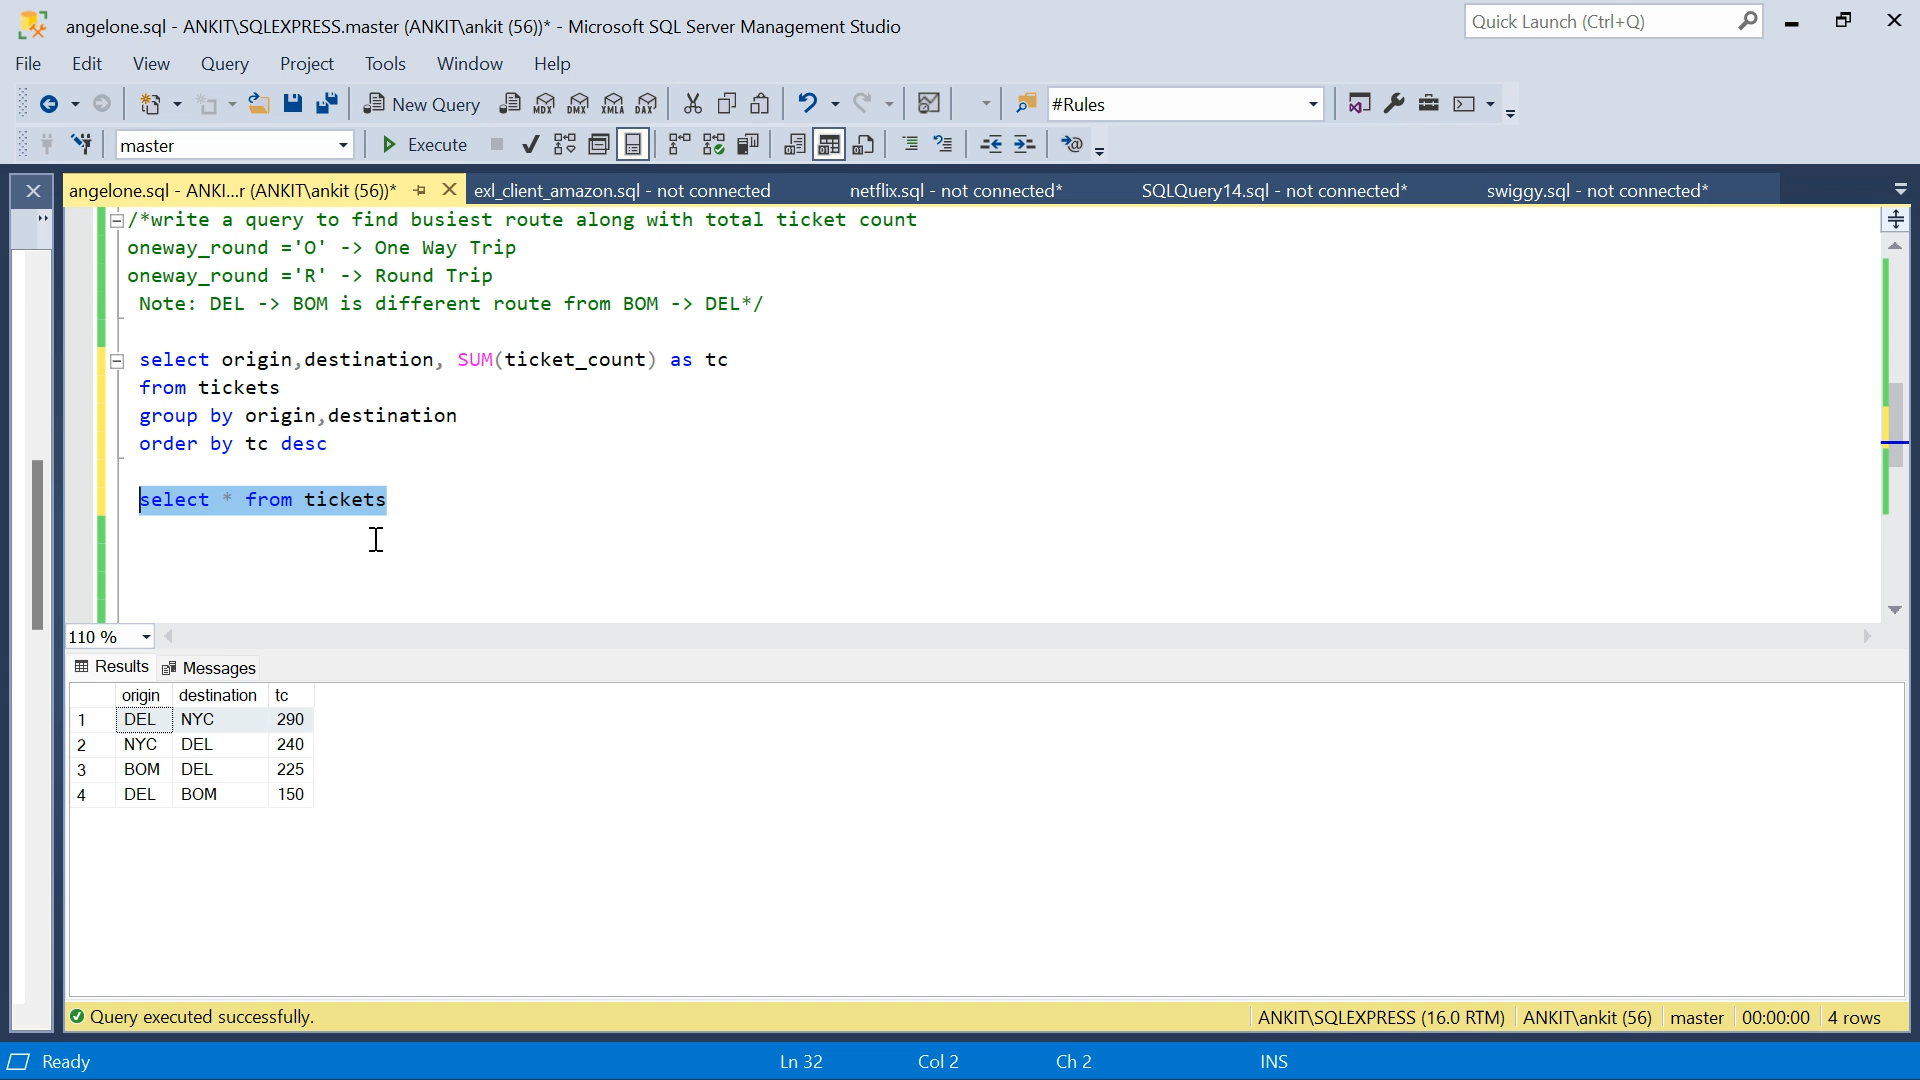 angelone.sql - ANKIT\SQLEXPRESS.master (ANKIT\ankit (56))* - Microsoft SQL Server Management Studio
Quick Launch (Ctrl+Q)
File Edit View Query Project Tools Window Help
New Query MDX DMX XMLA DAX #Rules
master Execute
angelone.sql - ANKI...r (ANKIT\ankit (56))* exl_client_amazon.sql - not connected netflix.sql - not connected* SQLQuery14.sql - not connected* swiggy.sql - not connected*
/*write a query to find busiest route along with total ticket count
oneway_round ='O' -> One Way Trip
oneway_round ='R' -> Round Trip
Note: DEL -> BOM is different route from BOM -> DEL*/
select origin,destination, SUM(ticket_count) as tc
from tickets
group by origin,destination
order by tc desc
select * from tickets
110 %
Results Messages
origin destination tc
1 DEL NYC 290
2 NYC DEL 240
3 BOM DEL 225
4 DEL BOM 150
Query executed successfully. ANKIT\SQLEXPRESS (16.0 RTM) ANKIT\ankit (56) master 00:00:00 4 rows
Ready Ln 32 Col 2 Ch 2 INS